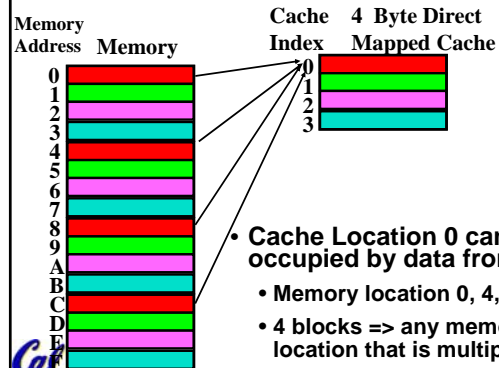 Memory
Address Memory
Cache 4 Byte Direct
Index Mapped Cache
0
1
2
3
0
1
2
3
4
5
6
7
8
9
A
B
C
D
E
F
• Cache Location 0 can
occupied by data from
• Memory location 0, 4,
• 4 blocks => any memo
location that is multip
Cal